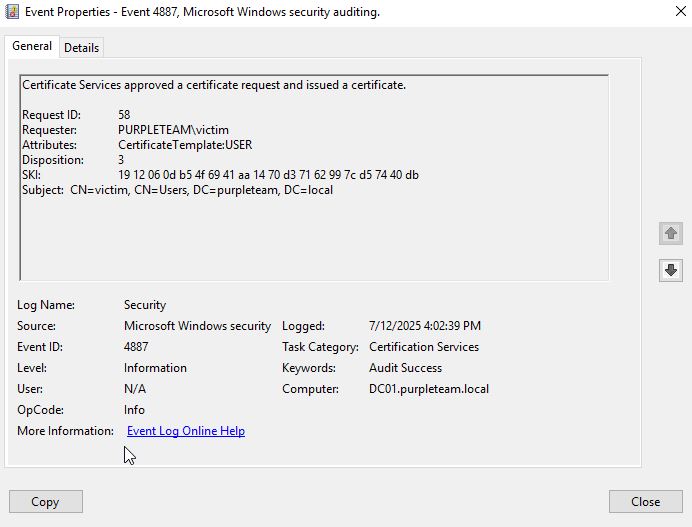 Event Properties - Event 4887, Microsoft Windows security auditing.
General Details
Certificate Services approved a certificate request and issued a certificate.
Request ID: 58
Requester: PURPLETEAM\victim
Attributes: CertificateTemplate:USER
Disposition: 3
SKI: 19 12 06 0d b5 4f 69 41 aa 14 70 d3 71 62 99 7c d5 74 40 db
Subject: CN=victim, CN=Users, DC=purpleteam, DC=local
Log Name: Security
Source: Microsoft Windows security Logged: 7/12/2025 4:02:39 PM
Event ID: 4887 Task Category: Certification Services
Level: Information Keywords: Audit Success
User: N/A Computer: DC01.purpleteam.local
OpCode: Info
More Information: Event Log Online Help
Copy Close